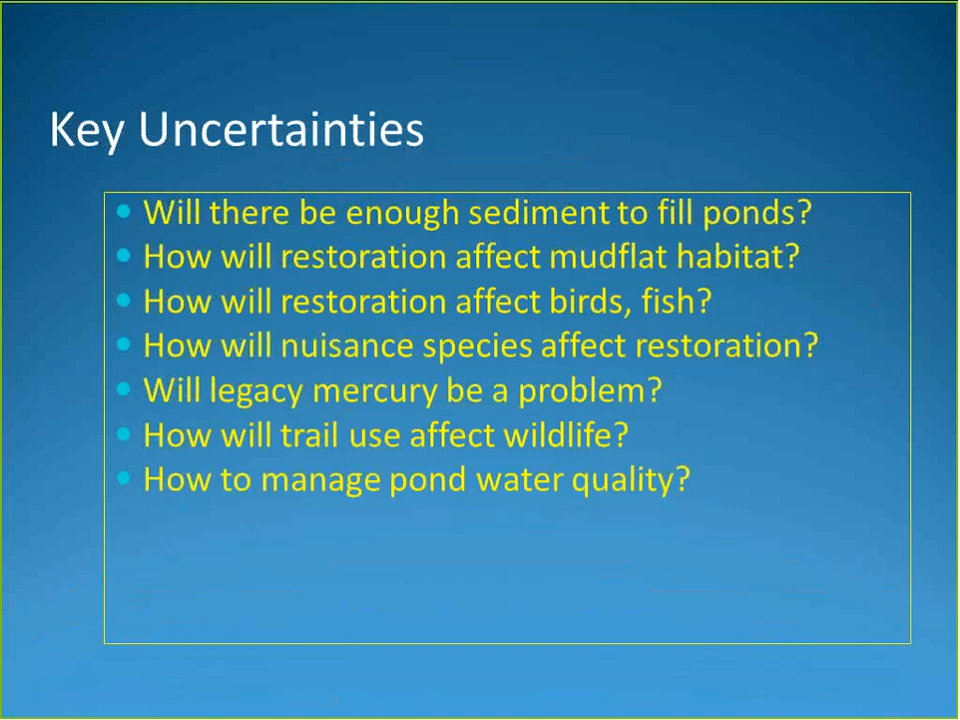 Key Uncertainties
• Will there be enough sediment to fill ponds?
• How will restoration affect mudflat habitat?
• How will restoration affect birds, fish?
• How will nuisance species affect restoration?
• Will legacy mercury be a problem?
• How will trail use affect wildlife?
• How to manage pond water quality?